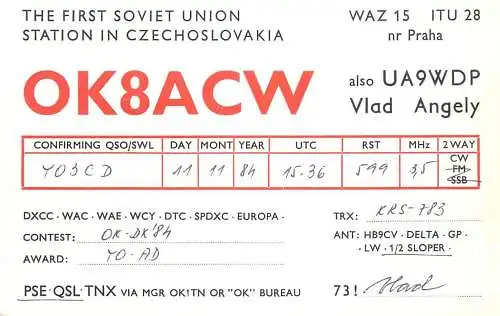 THE FIRST SOVIET UNION WAZ 15 ITU 28
STATION IN CZECHOSLOVAKIA nr Praha
OK8ACW also UA9WDP
Vlad Angely
CONFIRMING QSO/SWL DAY MONT YEAR UTC RST MHz 2 WAY
YO3CD 11 11 84 15-36 599 3,5 CW
FM
SSB
DXCC · WAC · WAE · WCY · DTC · SPDXC · EUROPA · TRX: KRS-783
CONTEST: OK-DX'84 ANT: HB9CV · DELTA · GP ·
· LW · 1/2 SLOPER ·
AWARD: YO-AD
PSE · QSL · TNX VIA MGR OK1TN OR "OK" BUREAU 73! Vlad